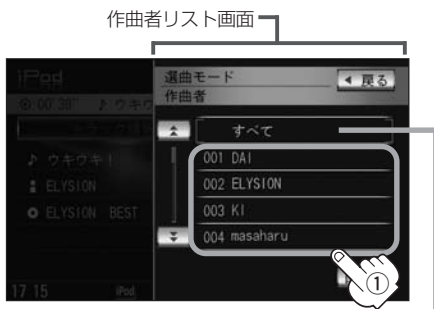 作曲者リスト画面
iPod
選曲モード
戻る
00'30" ♪ ウキウ
作曲者
すべて
♪ ウキウキ!
001 DAI
ELYSION
002 ELYSION
ELYSION BEST
003 KI
004 masaharu
①
17 15 iPod